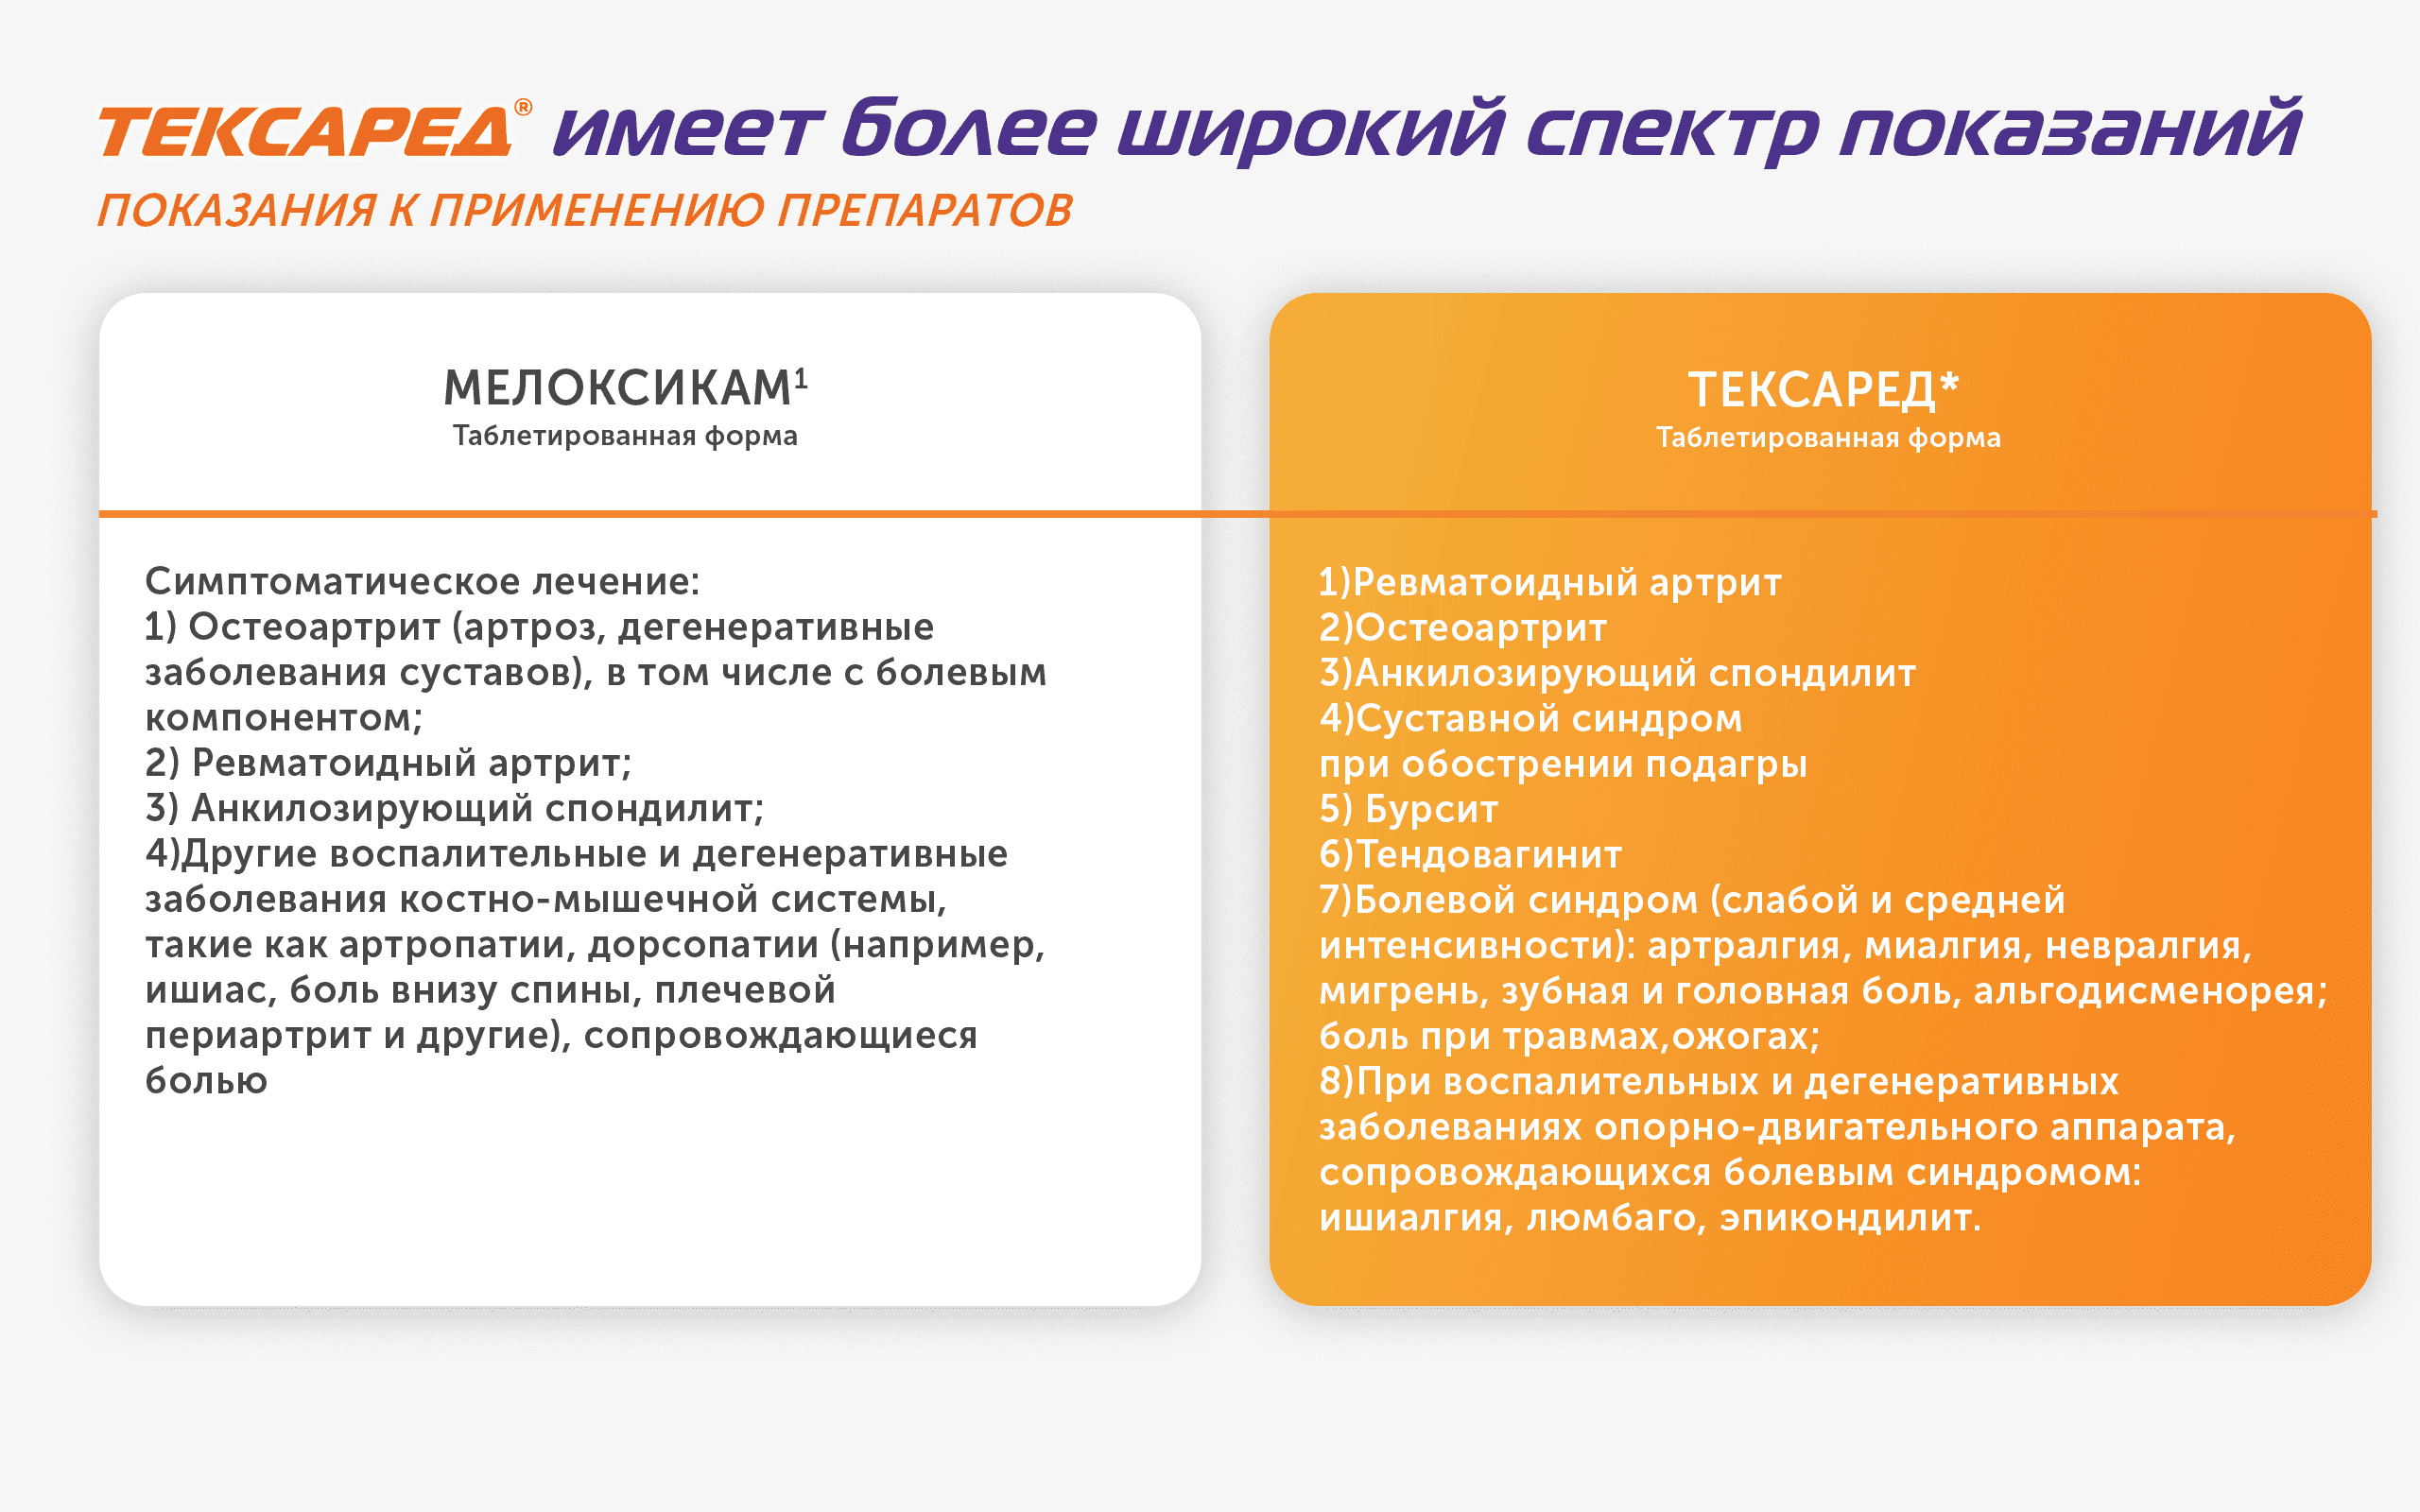 ТЕКСАРЕД® имеет более широкий спектр показаний
ПОКАЗАНИЯ К ПРИМЕНЕНИЮ ПРЕПАРАТОВ
МЕЛОКСИКАМ¹
Таблетированная форма
Симптоматическое лечение:
1) Остеоартрит (артроз, дегенеративные
заболевания суставов), в том числе с болевым
компонентом;
2) Ревматоидный артрит;
3) Анкилозирующий спондилит;
4)Другие воспалительные и дегенеративные
заболевания костно-мышечной системы,
такие как артропатии, дорсопатии (например,
ишиас, боль внизу спины, плечевой
периартрит и другие), сопровождающиеся
болью
ТЕКСАРЕД*
Таблетированная форма
1)Ревматоидный артрит
2)Остеоартрит
3)Анкилозирующий спондилит
4)Суставной синдром
при обострении подагры
5) Бурсит
6)Тендовагинит
7)Болевой синдром (слабой и средней
интенсивности): артралгия, миалгия, невралгия,
мигрень, зубная и головная боль, альгодисменорея;
боль при травмах,ожогах;
8)При воспалительных и дегенеративных
заболеваниях опорно-двигательного аппарата,
сопровождающихся болевым синдромом:
ишиалгия, люмбаго, эпикондилит.